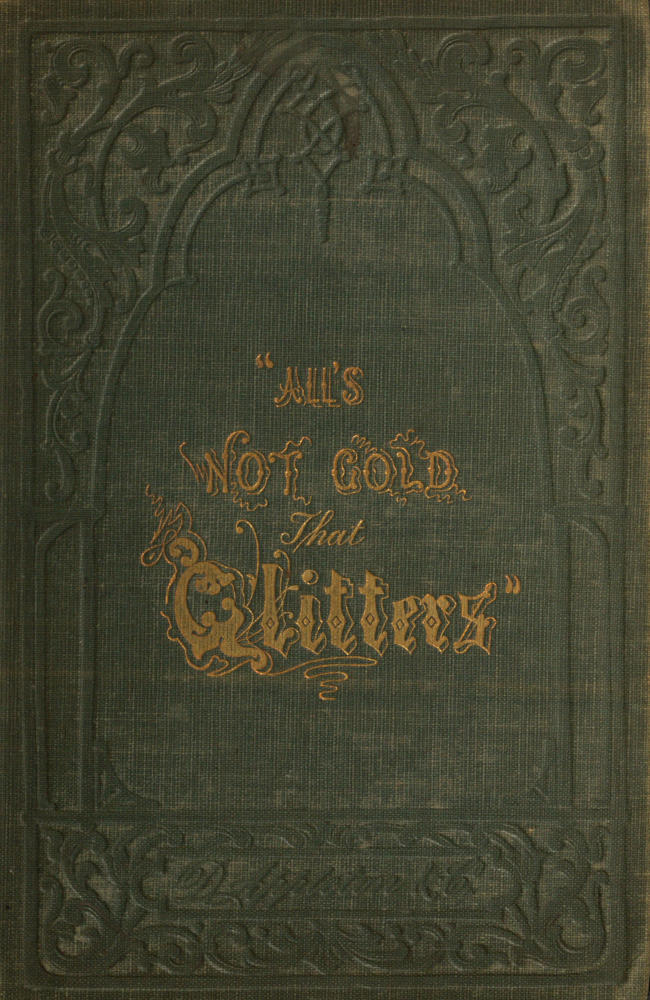 "ALL'S
NOT GOLD
That
Glitters"
D. Appleton & Co.